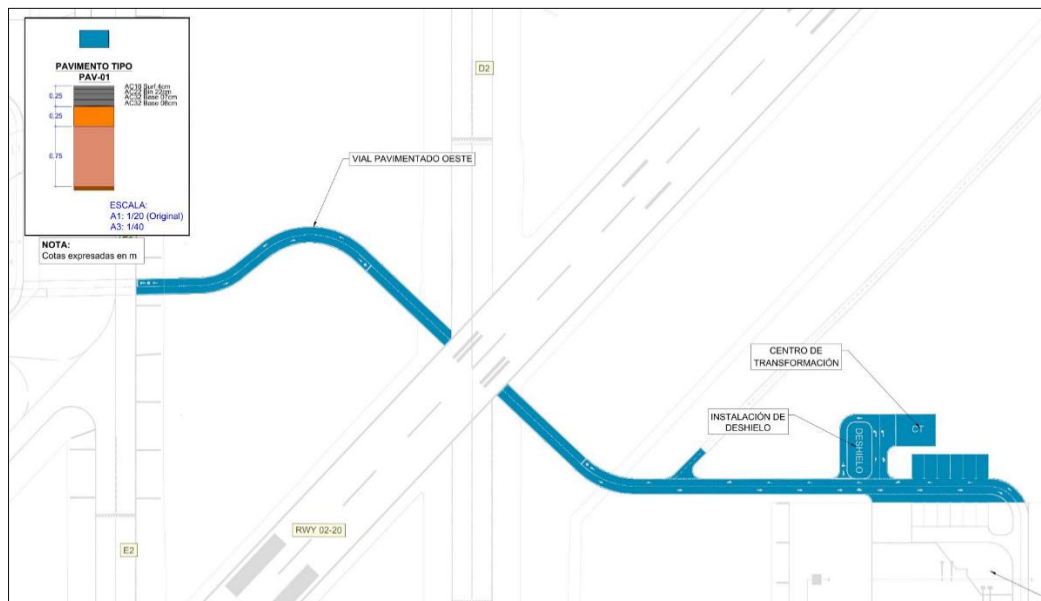 PAVIMENTO TIPO
PAV-01
AC16 Surf 4cm
AC22 Bin 22cm
AC32 Base 07cm
AC32 Base 08cm
0.25
0.25
0.75
ESCALA:
A1: 1/20 (Original)
A3: 1/40
NOTA:
Cotas expresadas en m
D2
VIAL PAVIMENTADO OESTE
CENTRO DE
TRANSFORMACIÓN
INSTALACIÓN DE
DESHIELO
CT
DESHIELO
RWY 02-20
E2